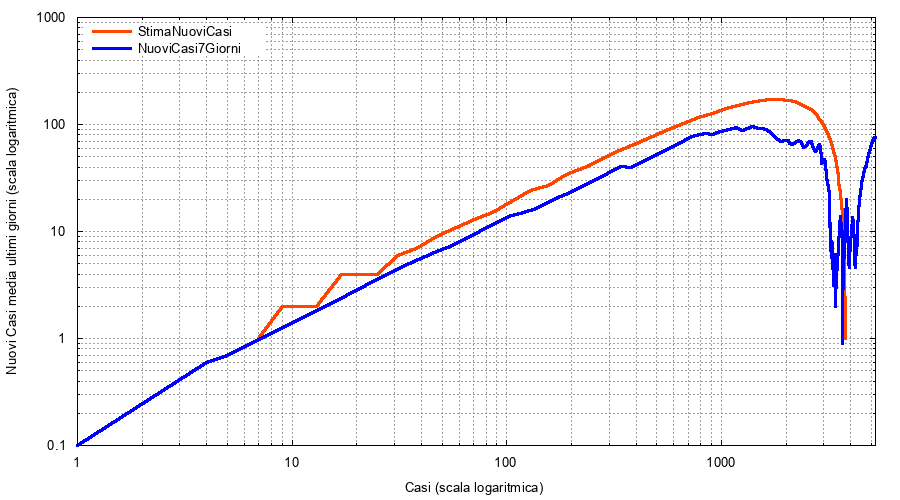 1000
100
10
1
0.1
StimaNuoviCasi
NuoviCasi7Giorni
Nuovi Casi media ultimi giorni (scala logaritmica)
1 10 100 1000
Casi (scala logaritmica)